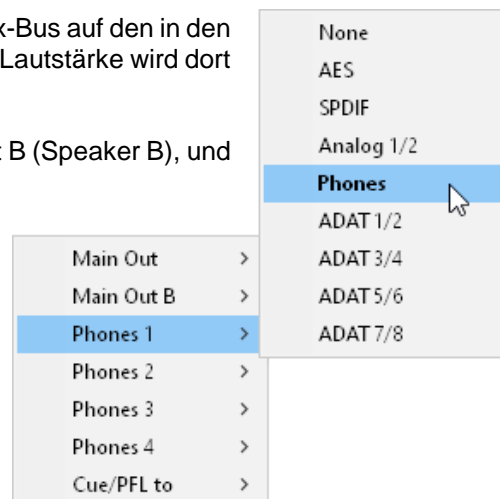 x-Bus auf den in den
Lautstärke wird dort
B (Speaker B), und
None
AES
SPDIF
Analog 1/2
Phones
ADAT 1/2
ADAT 3/4
ADAT 5/6
ADAT 7/8
Main Out
Main Out B
Phones 1
Phones 2
Phones 3
Phones 4
Cue/PFL to